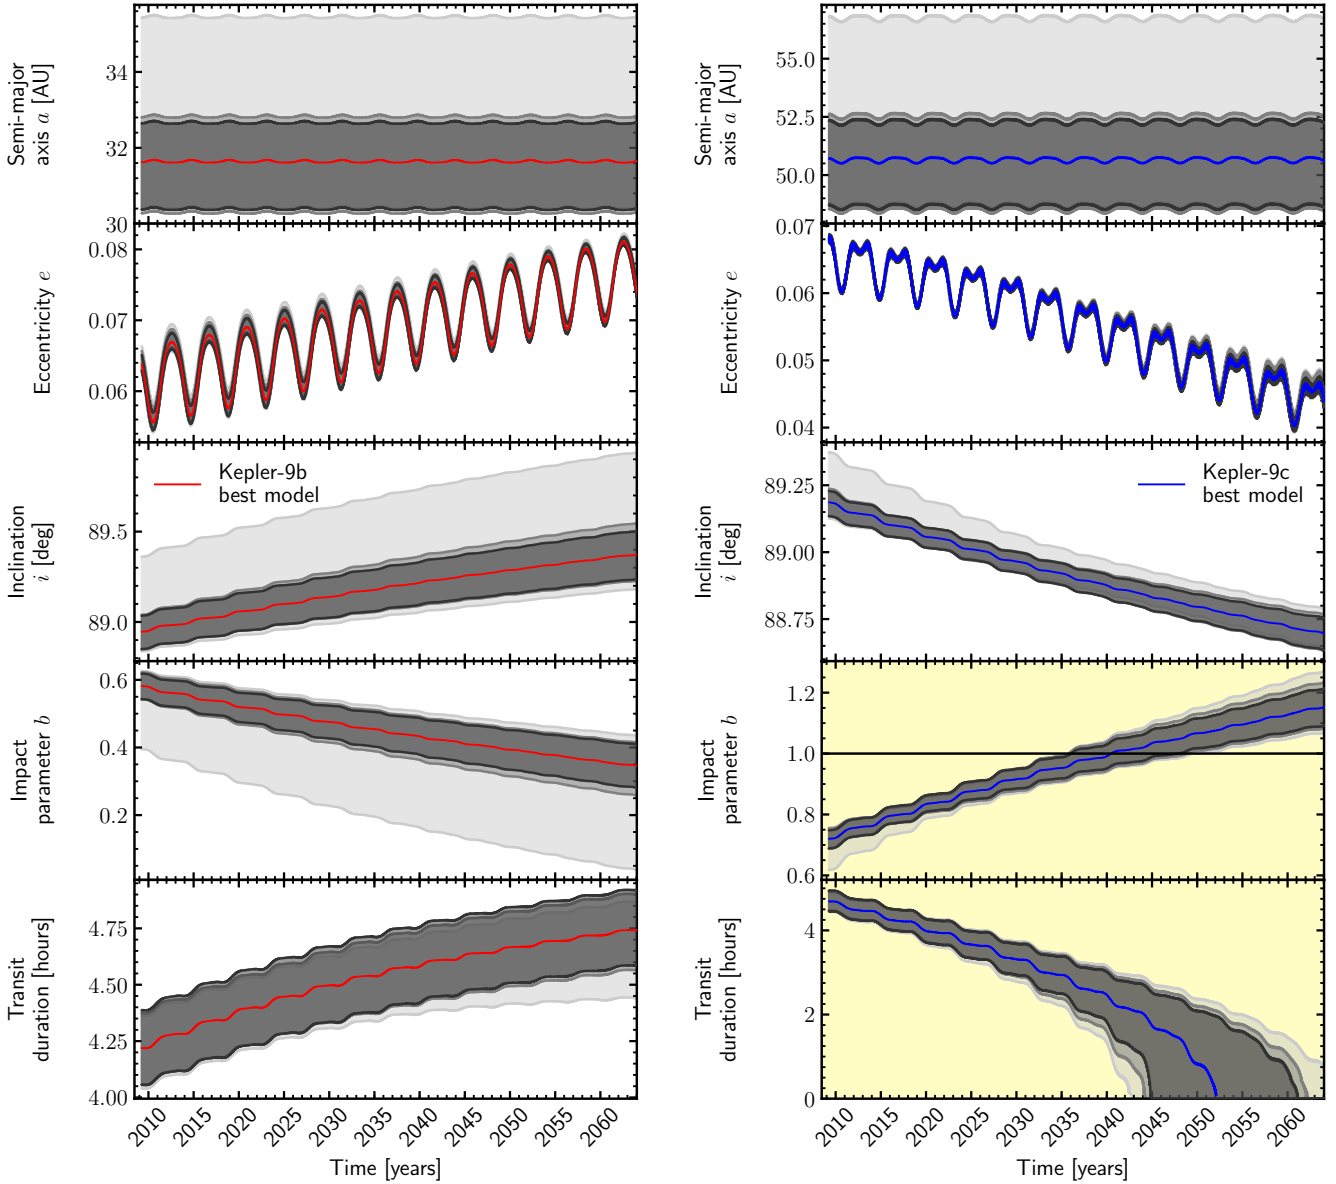 Semi-major
axis a [AU]
34
32
30
Semi-major
axis a [AU]
55.0
52.5
50.0
Eccentricity e
0.08
0.07
0.06
Eccentricity e
0.07
0.06
0.05
0.04
Inclination
i [deg]
89.5
89.0
Kepler-9b
best model
Inclination
i [deg]
89.25
89.00
88.75
Kepler-9c
best model
Impact
parameter b
0.6
0.4
0.2
Impact
parameter b
1.2
1.0
0.8
0.6
Transit
duration [hours]
4.75
4.50
4.25
4.00
Transit
duration [hours]
4
2
0
2010 2015 2020 2025 2030 2035 2040 2045 2050 2055 2060
Time [years]
2010 2015 2020 2025 2030 2035 2040 2045 2050 2055 2060
Time [years]